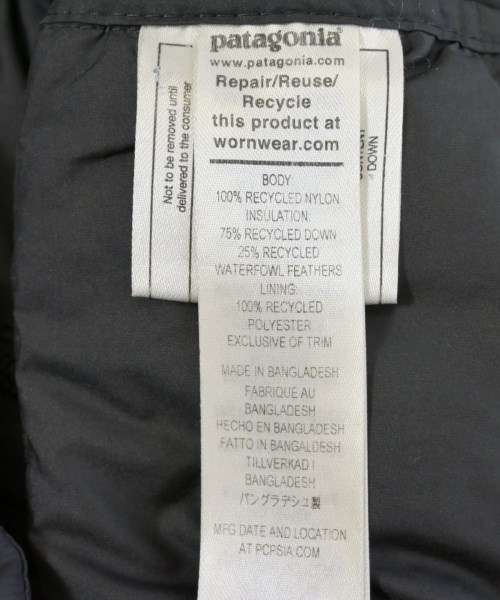 patagonia®
www.patagonia.com
Repair/Reuse/
Recycle
this product at
wornwear.com
BODY:
100% RECYCLED NYLON
INSULATION:
75% RECYCLED DOWN
25% RECYCLED
WATERFOWL FEATHERS
LINING:
100% RECYCLED
POLYESTER
EXCLUSIVE OF TRIM
MADE IN BANGLADESH
FABRIQUE AU
BANGLADESH
HECHO EN BANGLADESH
FATTO IN BANGALDESH
TILLVERKAD I
BANGLADESH
バングラデシュ製
MFG DATE AND LOCATION
AT PCPSIA.COM
Not to be removed until
delivered to the consumer
DOWN